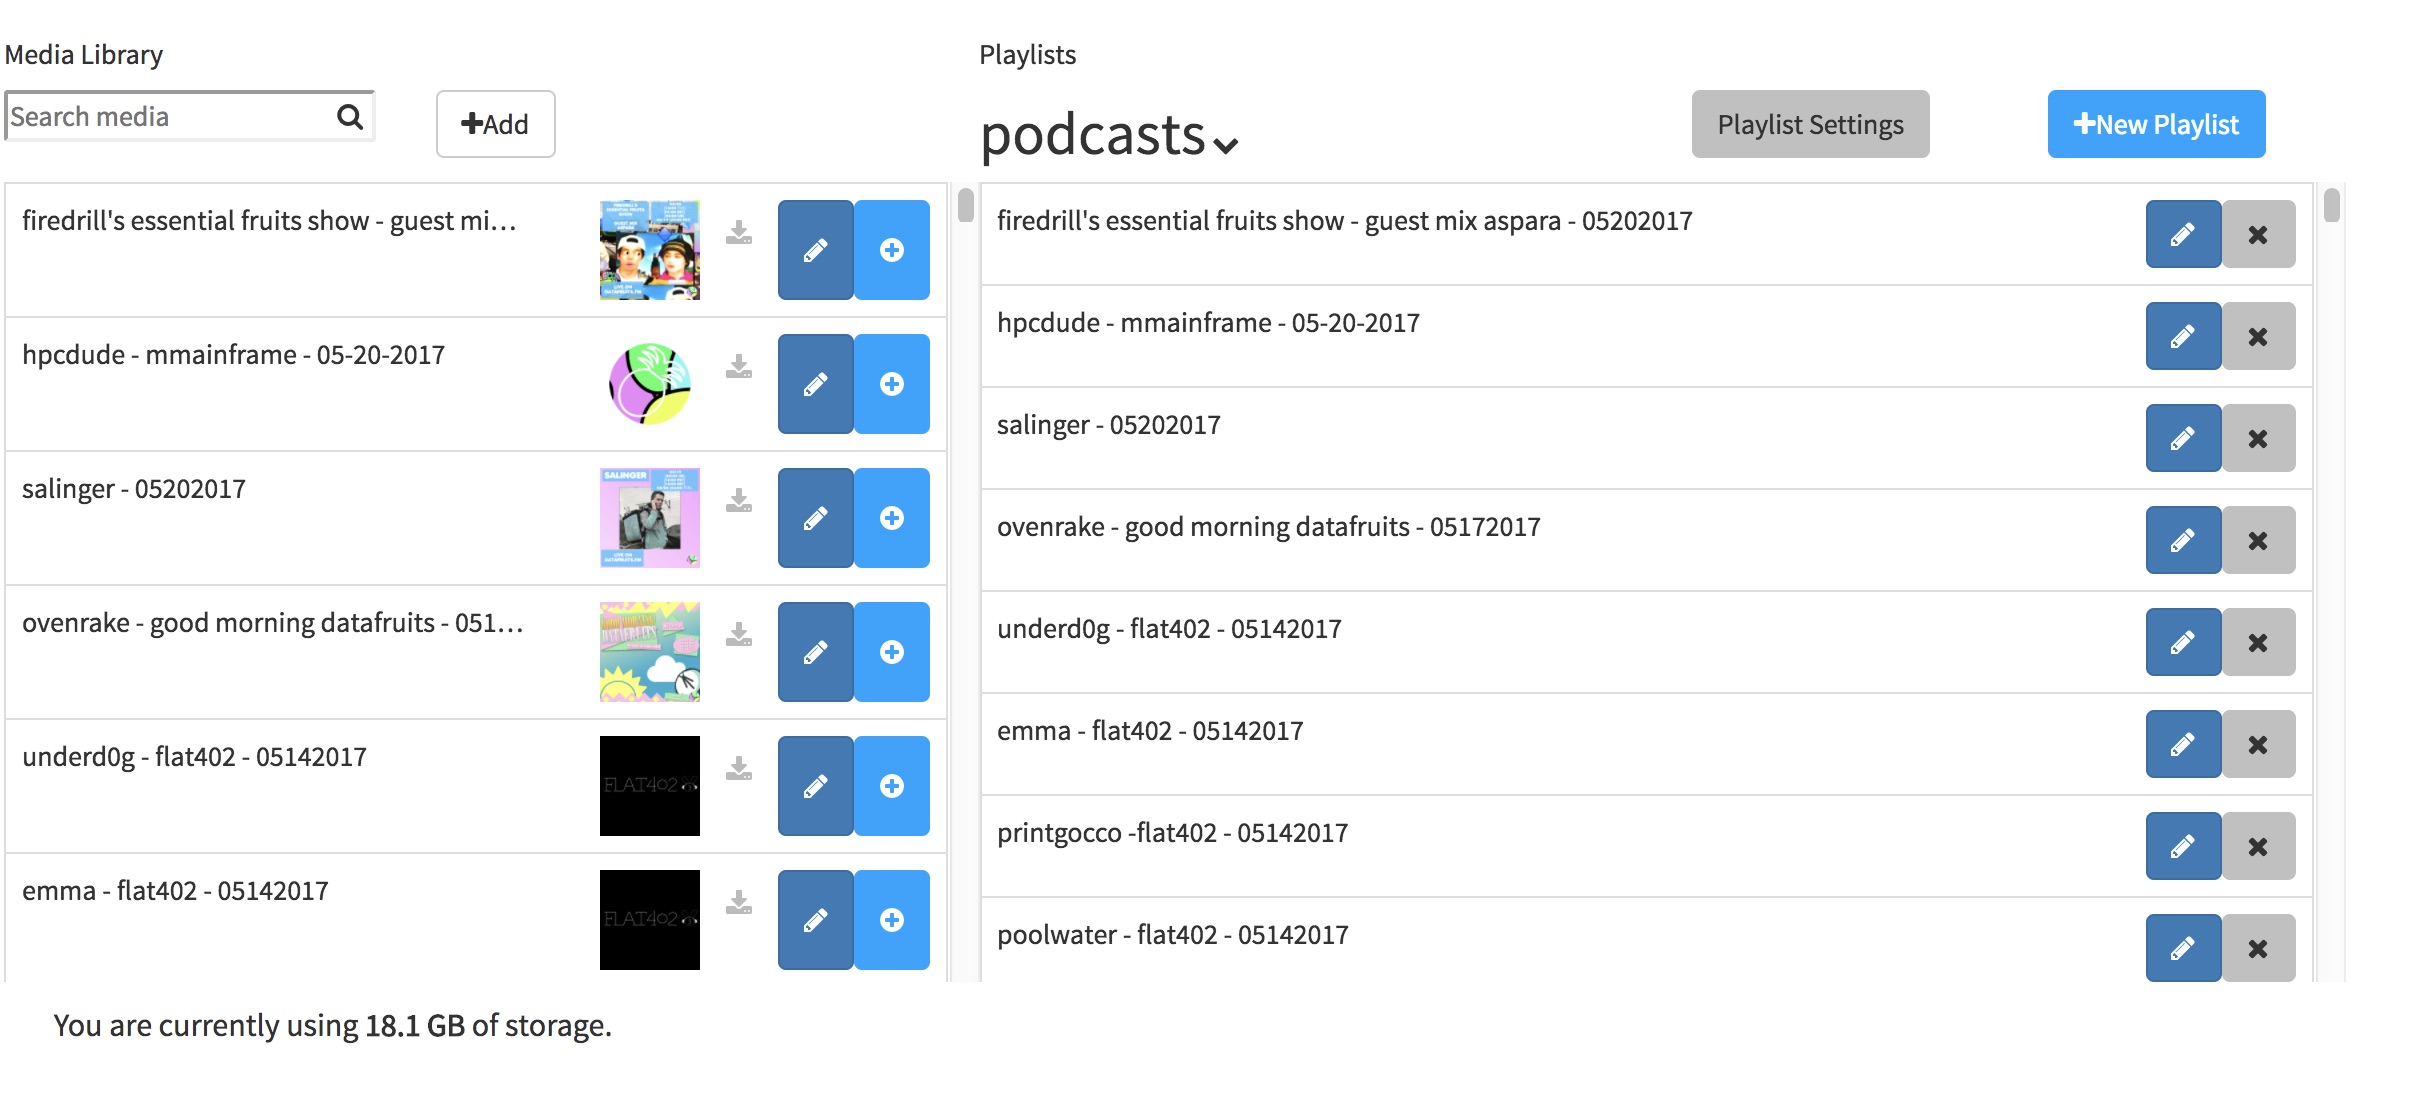 Media Library
Search media
+Add
firedrill's essential fruits show - guest mi...
hpcdude - mmainframe - 05-20-2017
salinger - 05202017
SALINGER
ovenrake - good morning datafruits - 051...
underd0g - flat402 - 05142017
FLAT402
emma - flat402 - 05142017
FLAT402
You are currently using 18.1 GB of storage.
Playlists
podcasts
Playlist Settings
+New Playlist
firedrill's essential fruits show - guest mix aspara - 05202017
hpcdude - mmainframe - 05-20-2017
salinger - 05202017
ovenrake - good morning datafruits - 05172017
underd0g - flat402 - 05142017
emma - flat402 - 05142017
printgocco -flat402 - 05142017
poolwater - flat402 - 05142017